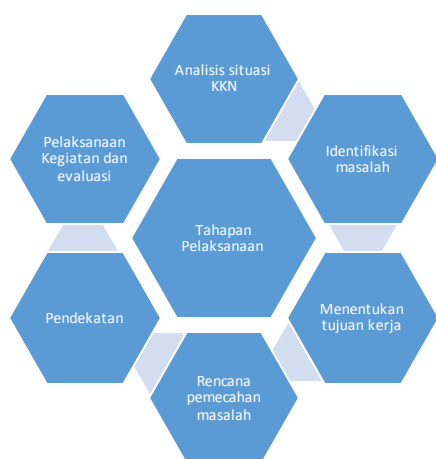 Analisis situasi
KKN
Identifikasi
masalah
Menentukan
tujuan kerja
Rencana
pemecahan
masalah
Pendekatan
Pelaksanaan
Kegiatan dan
evaluasi
Tahapan
Pelaksanaan